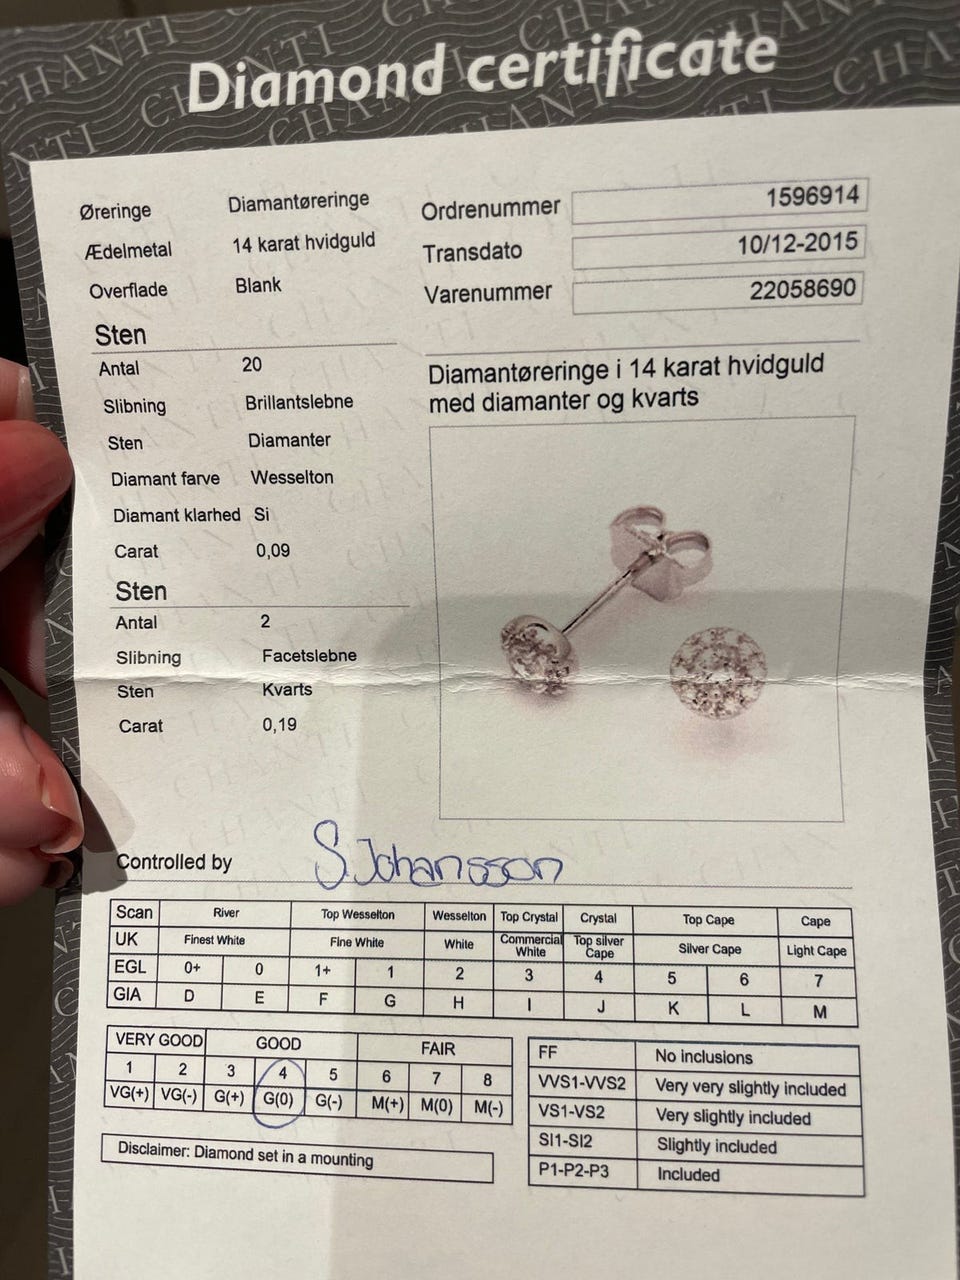 Diamond certificate
Øreringe Diamantøreringe
Ædelmetal 14 karat hvidguld
Overflade Blank
Sten
Antal 20
Slibning Brillantslebne
Sten Diamanter
Diamant farve Wesselton
Diamant klarhed Si
Carat 0,09
Sten
Antal 2
Slibning Facetslebne
Sten Kvarts
Carat 0,19
Ordrenummer 1596914
Transdato 10/12-2015
Varenummer 22058690
Diamantøreringe i 14 karat hvidguld
med diamanter og kvarts
Controlled by S. Johansson
Scan River Top Wesselton Wesselton Top Crystal Crystal Top Cape Cape
UK Finest White Fine White White Commercial White Top silver Cape Silver Cape Light Cape
EGL 0+ 0 1+ 1 2 3 4 5 6 7
GIA D E F G H I J K L M
VERY GOOD GOOD FAIR
1 2 3 4 5 6 7 8
VG(+) VG(-) G(+) G(0) G(-) M(+) M(0) M(-)
Disclaimer: Diamond set in a mounting
FF No inclusions
VVS1-VVS2 Very very slightly included
VS1-VS2 Very slightly included
SI1-SI2 Slightly included
P1-P2-P3 Included
CHANTI